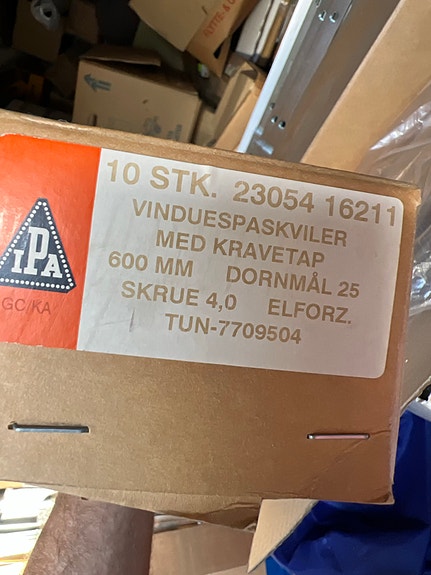 10 STK. 23054 16211
VINDUESPASKVILER
MED KRAVETAP
600 MM DORNMÅL 25
SKRUE 4,0 ELFORZ.
TUN-7709504
IPA
GC/KA